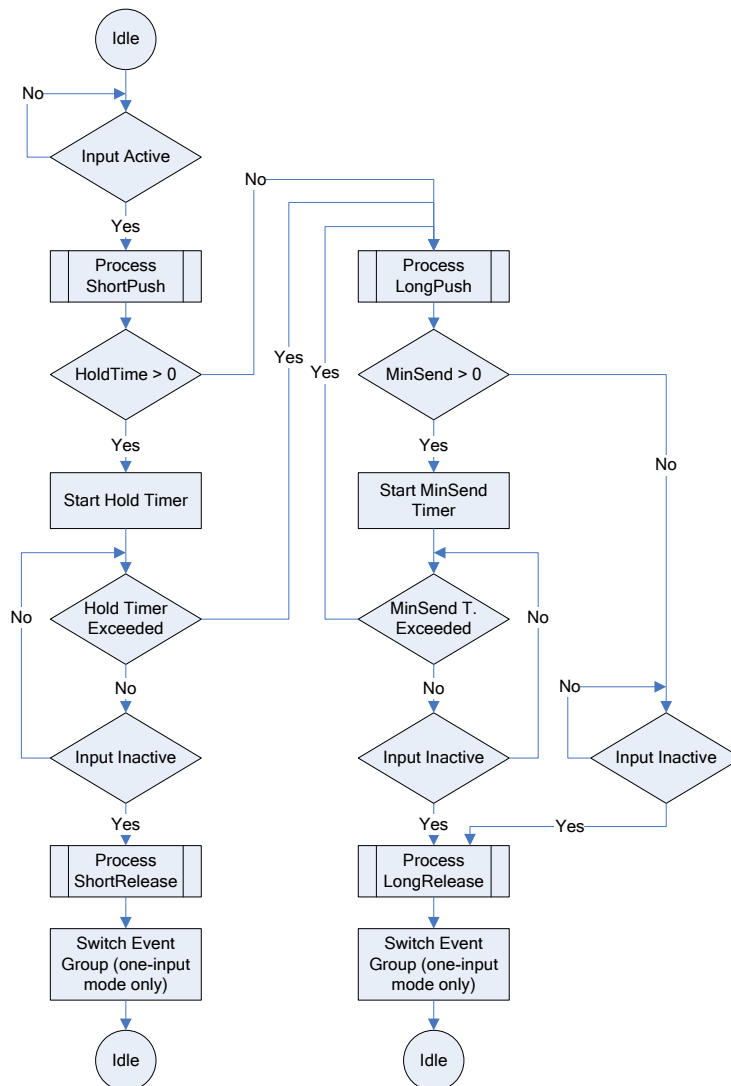 Idle
No
Input Active
Yes
No
Process
ShortPush
Process
LongPush
HoldTime > 0
Yes
Yes
MinSend > 0
Yes
Yes
No
Start Hold Timer
Start MinSend
Timer
No
Hold Timer
Exceeded
MinSend T.
Exceeded
No
No
No
No
Input Inactive
Input Inactive
Input Inactive
Yes
Yes
Yes
Process
ShortRelease
Process
LongRelease
Switch Event
Group (one-input
mode only)
Switch Event
Group (one-input
mode only)
Idle
Idle